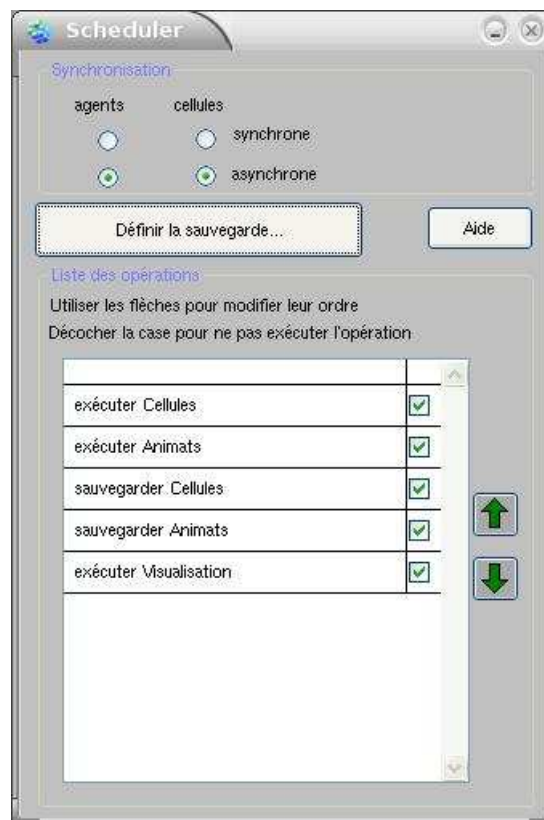 Scheduler
Synchronisation
agents cellules
synchrone
asynchrone
Définir la sauvegarde...
Aide
Liste des opérations
Utiliser les flèches pour modifier leur ordre
Décocher la case pour ne pas exécuter l'opération
exécuter Cellules
exécuter Animats
sauvegarder Cellules
sauvegarder Animats
exécuter Visualisation